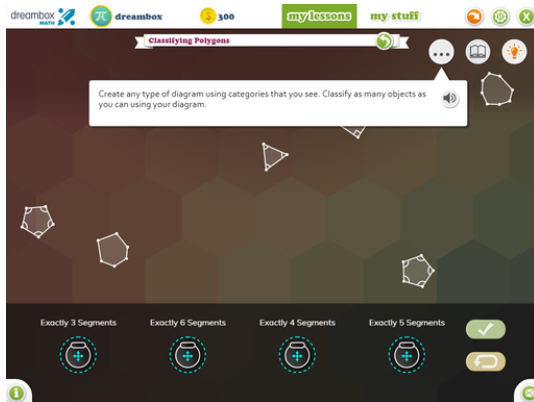 dreambox
MATH
dreambox
300
my lessons
my stuff
Classifying Polygons
Create any type of diagram using categories that you see. Classify as many objects as
you can using your diagram.
Exactly 3 Segments
Exactly 6 Segments
Exactly 4 Segments
Exactly 5 Segments